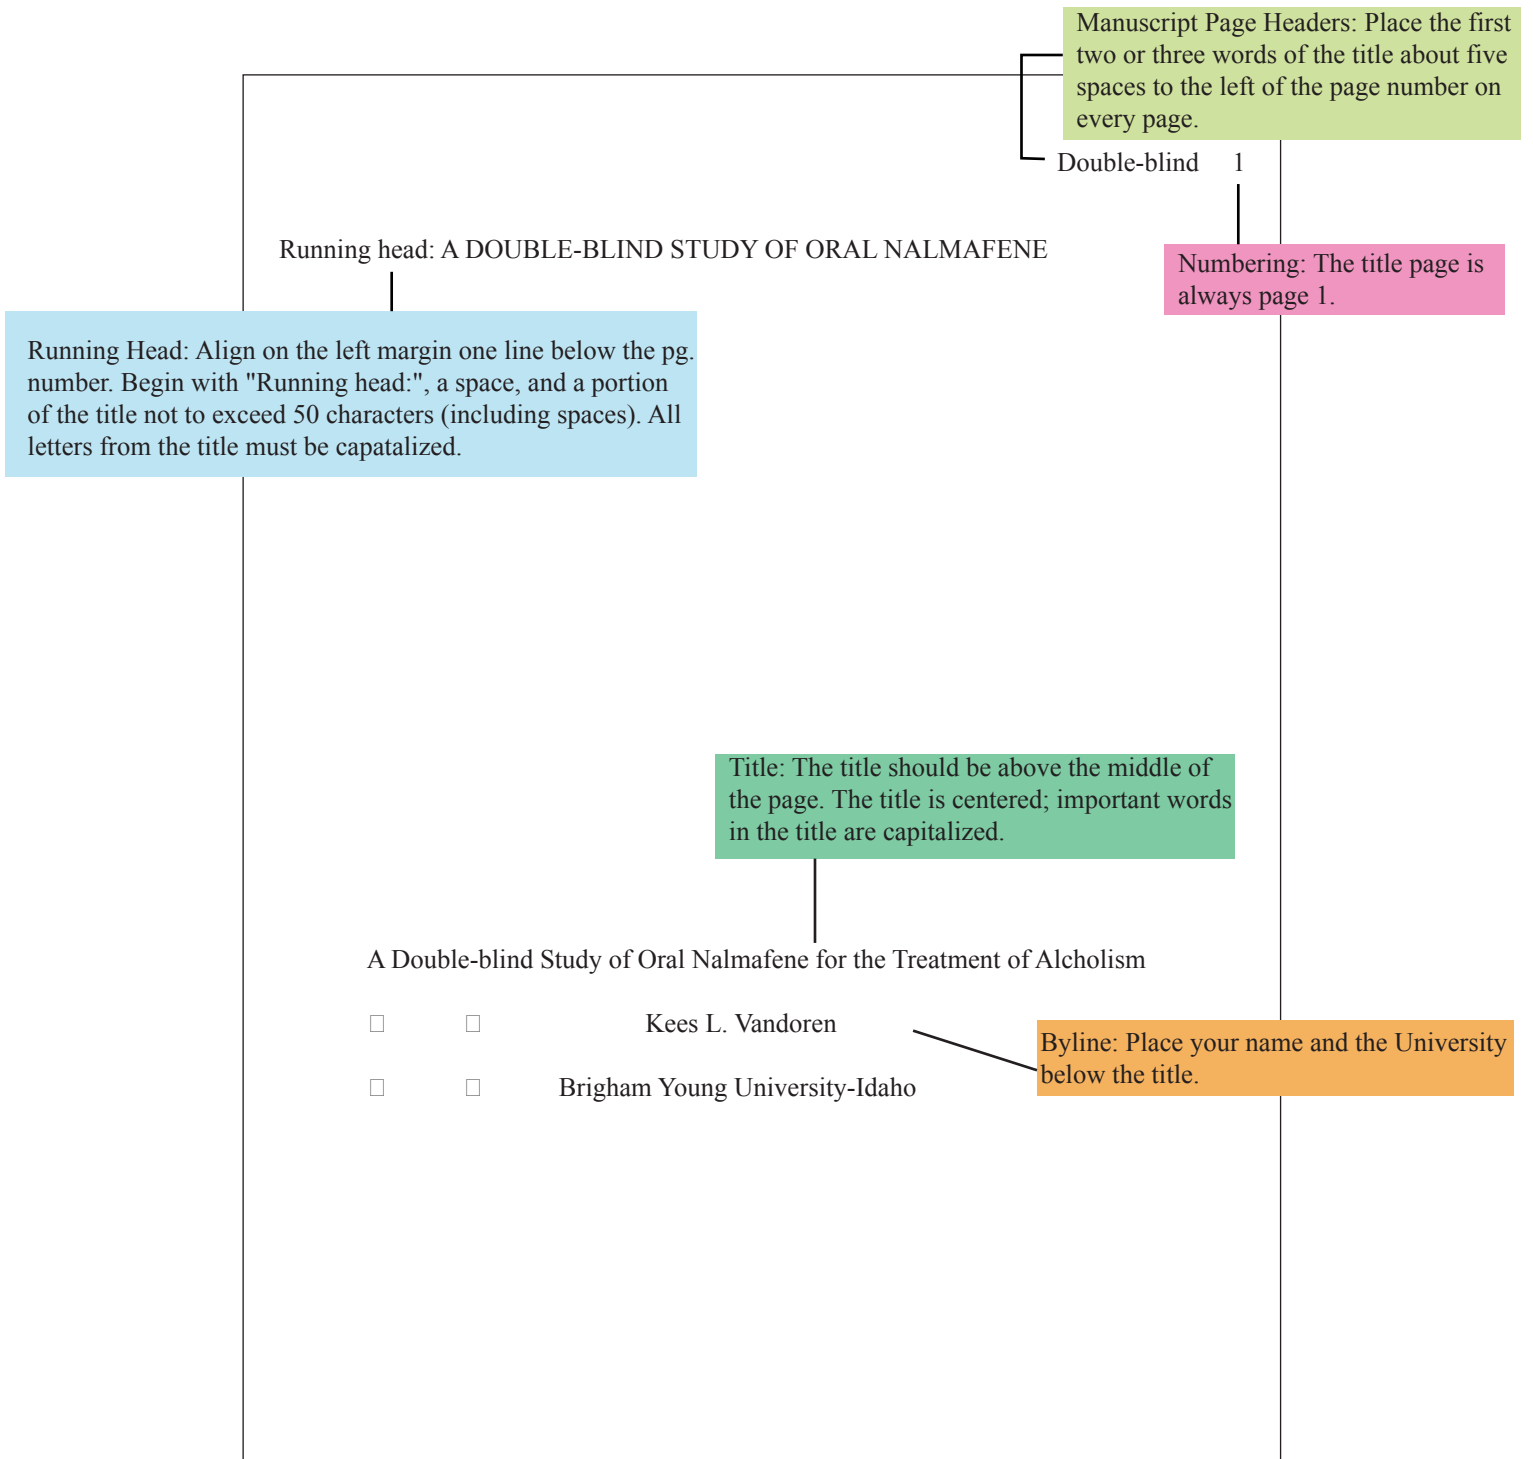 Manuscript Page Headers: Place the first
two or three words of the title about five
spaces to the left of the page number on
every page.
Double-blind 1
Running head: A DOUBLE-BLIND STUDY OF ORAL NALMAFENE
Numbering: The title page is
always page 1.
Running Head: Align on the left margin one line below the pg.
number. Begin with "Running head:", a space, and a portion
of the title not to exceed 50 characters (including spaces). All
letters from the title must be capatalized.
Title: The title should be above the middle of
the page. The title is centered; important words
in the title are capitalized.
A Double-blind Study of Oral Nalmafene for the Treatment of Alcholism
Kees L. Vandoren
Byline: Place your name and the University
below the title.
Brigham Young University-Idaho